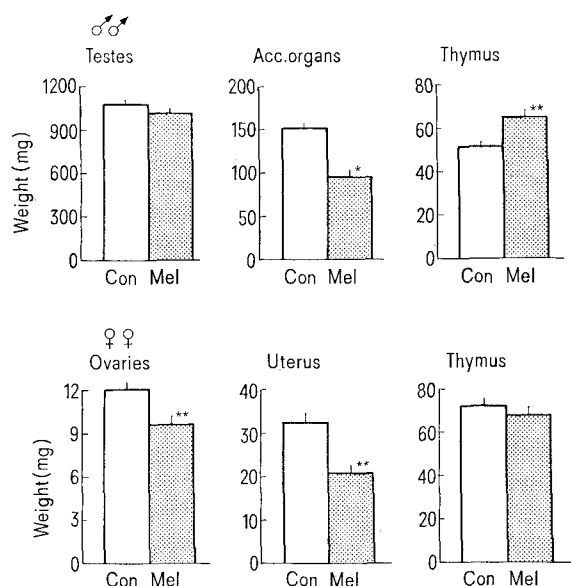 ♂♂
Testes
Acc.organs
Thymus
Weight (mg)
1200
900
600
300
0
Con Mel
200
150
100
50
0
*
Con Mel
80
60
40
20
0
**
Con Mel
♀♀
Ovaries
Uterus
Thymus
Weight (mg)
12
9
6
3
0
**
Con Mel
40
30
20
10
0
**
Con Mel
80
60
40
20
0
Con Mel